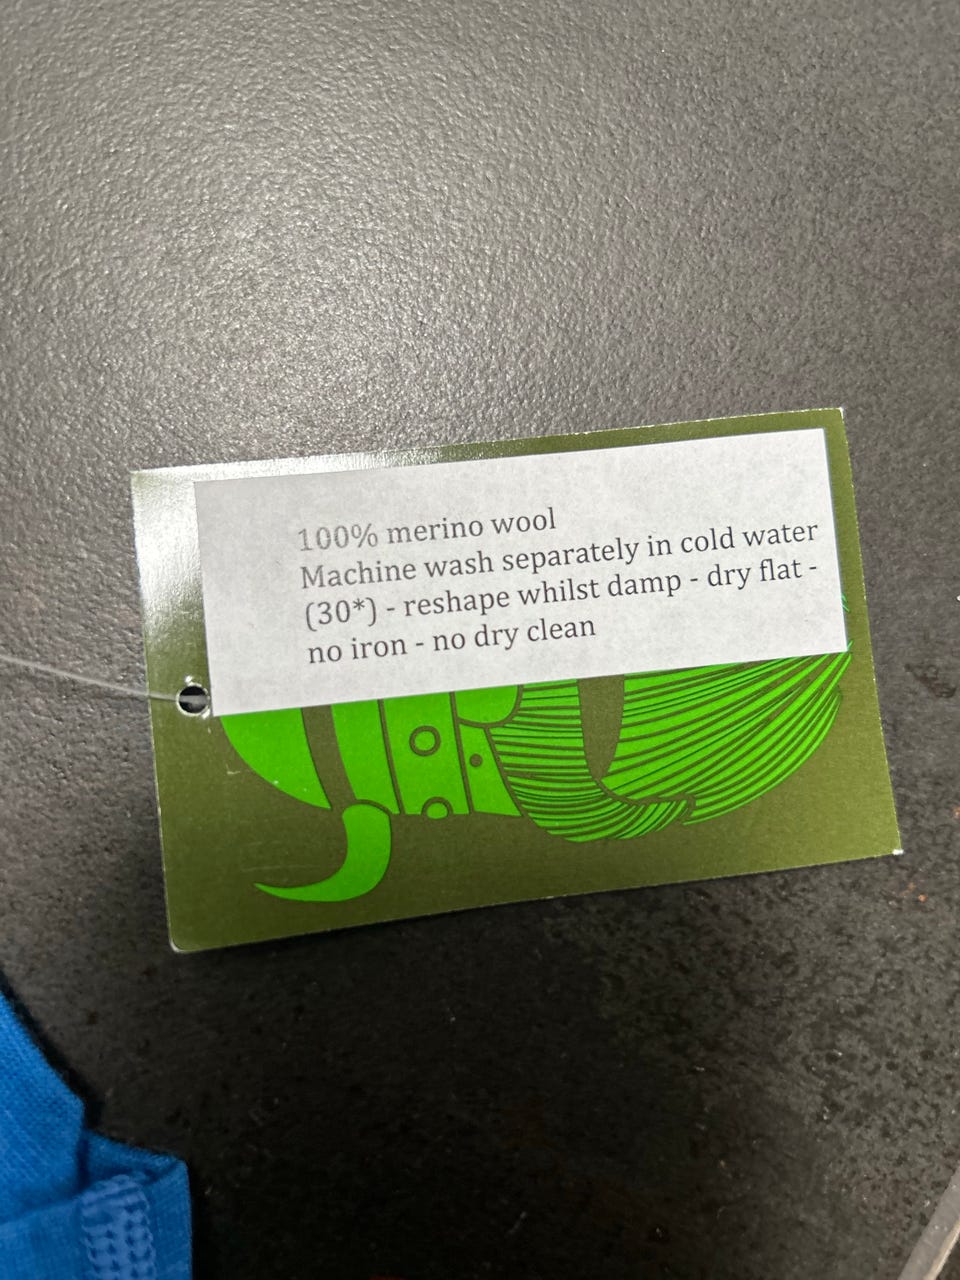 100% merino wool
Machine wash separately in cold water
(30*) - reshape whilst damp - dry flat -
no iron - no dry clean